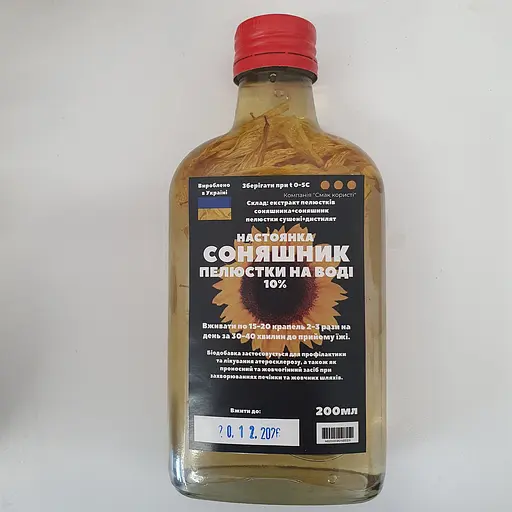 Вироблено
в Україні
Зберігати при t 0-5С
Компанія "Смак користі"
Склад: екстракт пелюстків
соняшника+соняшник
пелюстки сушені+дистилят
НАСТОЯНКА
СОНЯШНИК
ПЕЛЮСТКИ НА ВОДІ
10%
Вживати по 15-20 крапель 2-3 рази на
день за 30-40 хвилин до прийому їжі.
Біодобавка застосовується для профілактики
та лікування атеросклерозу, а також як
проносний та жовчогінний засіб при
захворюваннях печінки та жовчних шляхів.
Вжити до:
200мл